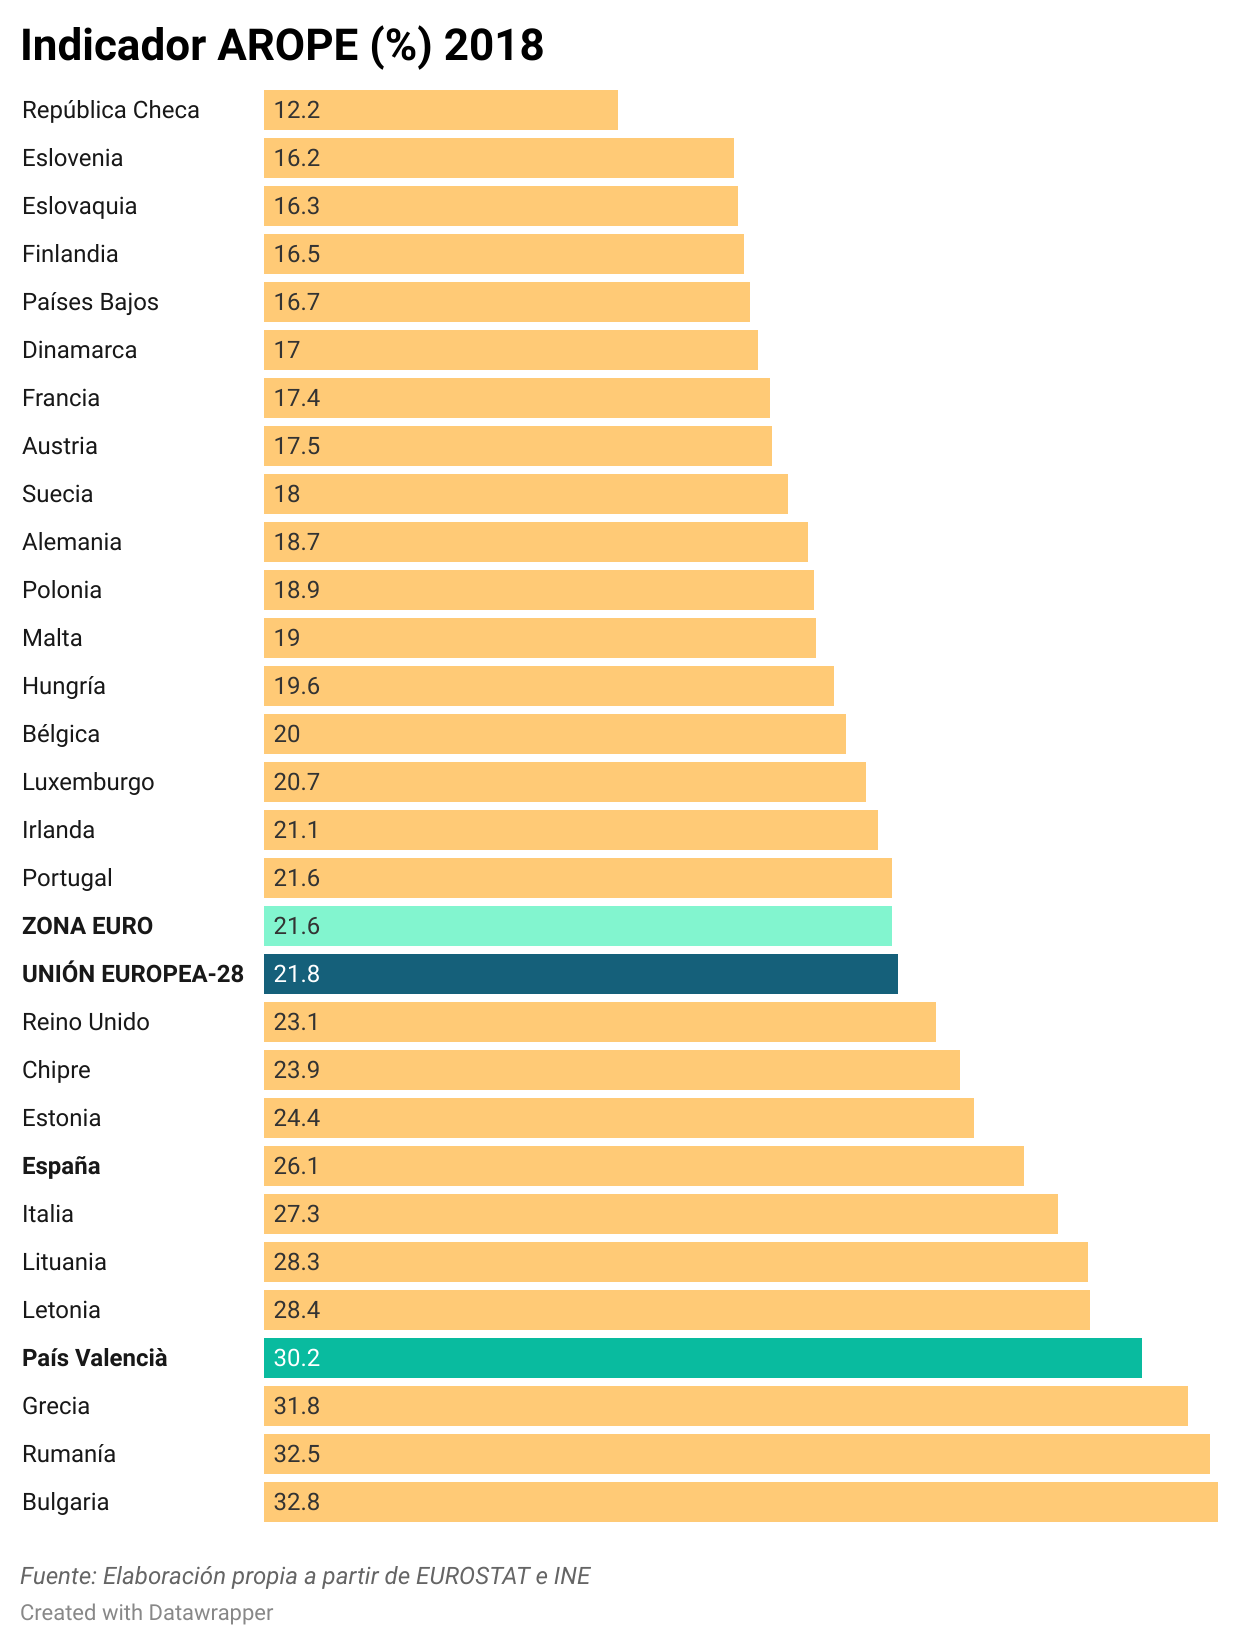 Indicador AROPE (%) 2018
República Checa 12.2
Eslovenia 16.2
Eslovaquia 16.3
Finlandia 16.5
Países Bajos 16.7
Dinamarca 17
Francia 17.4
Austria 17.5
Suecia 18
Alemania 18.7
Polonia 18.9
Malta 19
Hungría 19.6
Bélgica 20
Luxemburgo 20.7
Irlanda 21.1
Portugal 21.6
ZONA EURO 21.6
UNIÓN EUROPEA-28 21.8
Reino Unido 23.1
Chipre 23.9
Estonia 24.4
España 26.1
Italia 27.3
Lituania 28.3
Letonia 28.4
País Valencià 30.2
Grecia 31.8
Rumanía 32.5
Bulgaria 32.8
Fuente: Elaboración propia a partir de EUROSTAT e INE
Created with Datawrapper